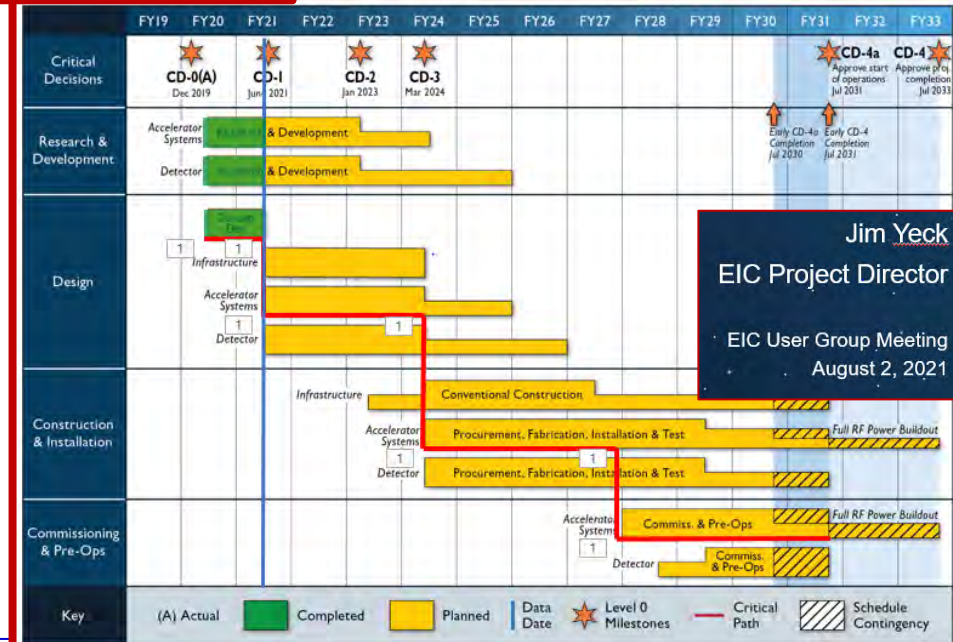 FY19 FY20 FY21 FY22 FY23 FY24 FY25 FY26 FY27 FY28 FY29 FY30 FY31 FY32 FY33
Critical
Decisions
CD-0(A)
Dec 2019
CD-1
June 2021
CD-2
Jan 2023
CD-3
Mar 2024
CD-4a
Approve start
of operations
Jul 2031
CD-4
Approve proj.
completion
Jul 2033
Early CD-4a
Completion
Jul 2030
Early CD-4
Completion
Jul 2031
Research &
Development
Accelerator
Systems
& Development
Detector
& Development
Design
1
1
Infrastructure
Accelerator
Systems
1
1
Detector
Jim Yeck
EIC Project Director
EIC User Group Meeting
August 2, 2021
Construction
& Installation
Infrastructure
Conventional Construction
Accelerator
Systems
Procurement, Fabrication, Installation & Test
Full RF Power Buildout
1
1
Detector
Procurement, Fabrication, Installation & Test
Commissioning
& Pre-Ops
Accelerator
Systems
Commiss. & Pre-Ops
Full RF Power Buildout
1
Detector
Commiss.
& Pre-Ops
Key
(A) Actual
Completed
Planned
Data
Date
Level 0
Milestones
Critical
Path
Schedule
Contingency